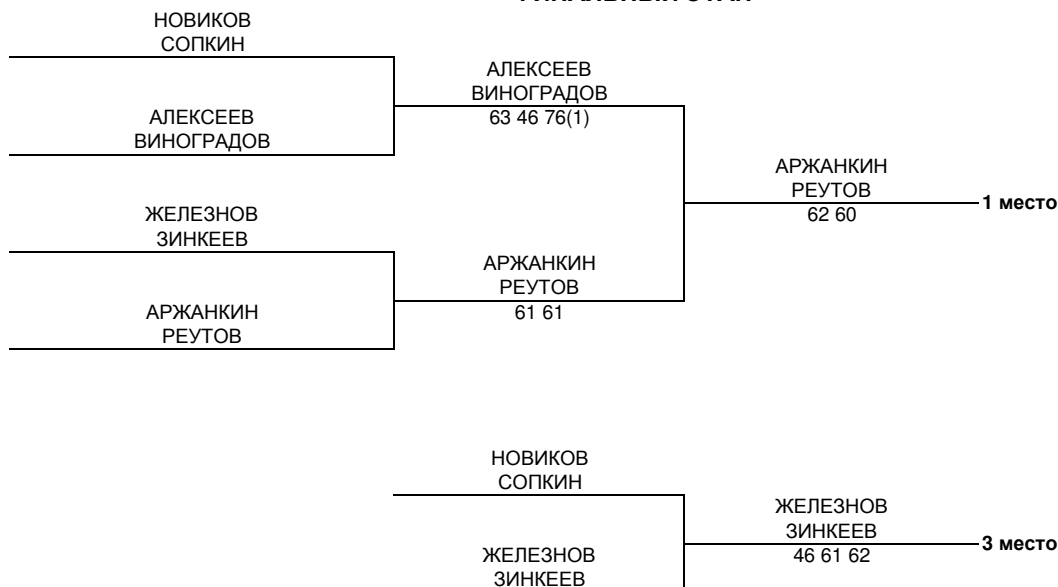 НОВИКОВ
СОПКИН
АЛЕКСЕЕВ
ВИНОГРАДОВ
63 46 76(1)
АЛЕКСЕЕВ
ВИНОГРАДОВ
АРЖАНКИН
РЕУТОВ
62 60
1 место
ЖЕЛЕЗНОВ
ЗИНКЕЕВ
АРЖАНКИН
РЕУТОВ
61 61
АРЖАНКИН
РЕУТОВ
НОВИКОВ
СОПКИН
ЖЕЛЕЗНОВ
ЗИНКЕЕВ
46 61 62
3 место
ЖЕЛЕЗНОВ
ЗИНКЕЕВ